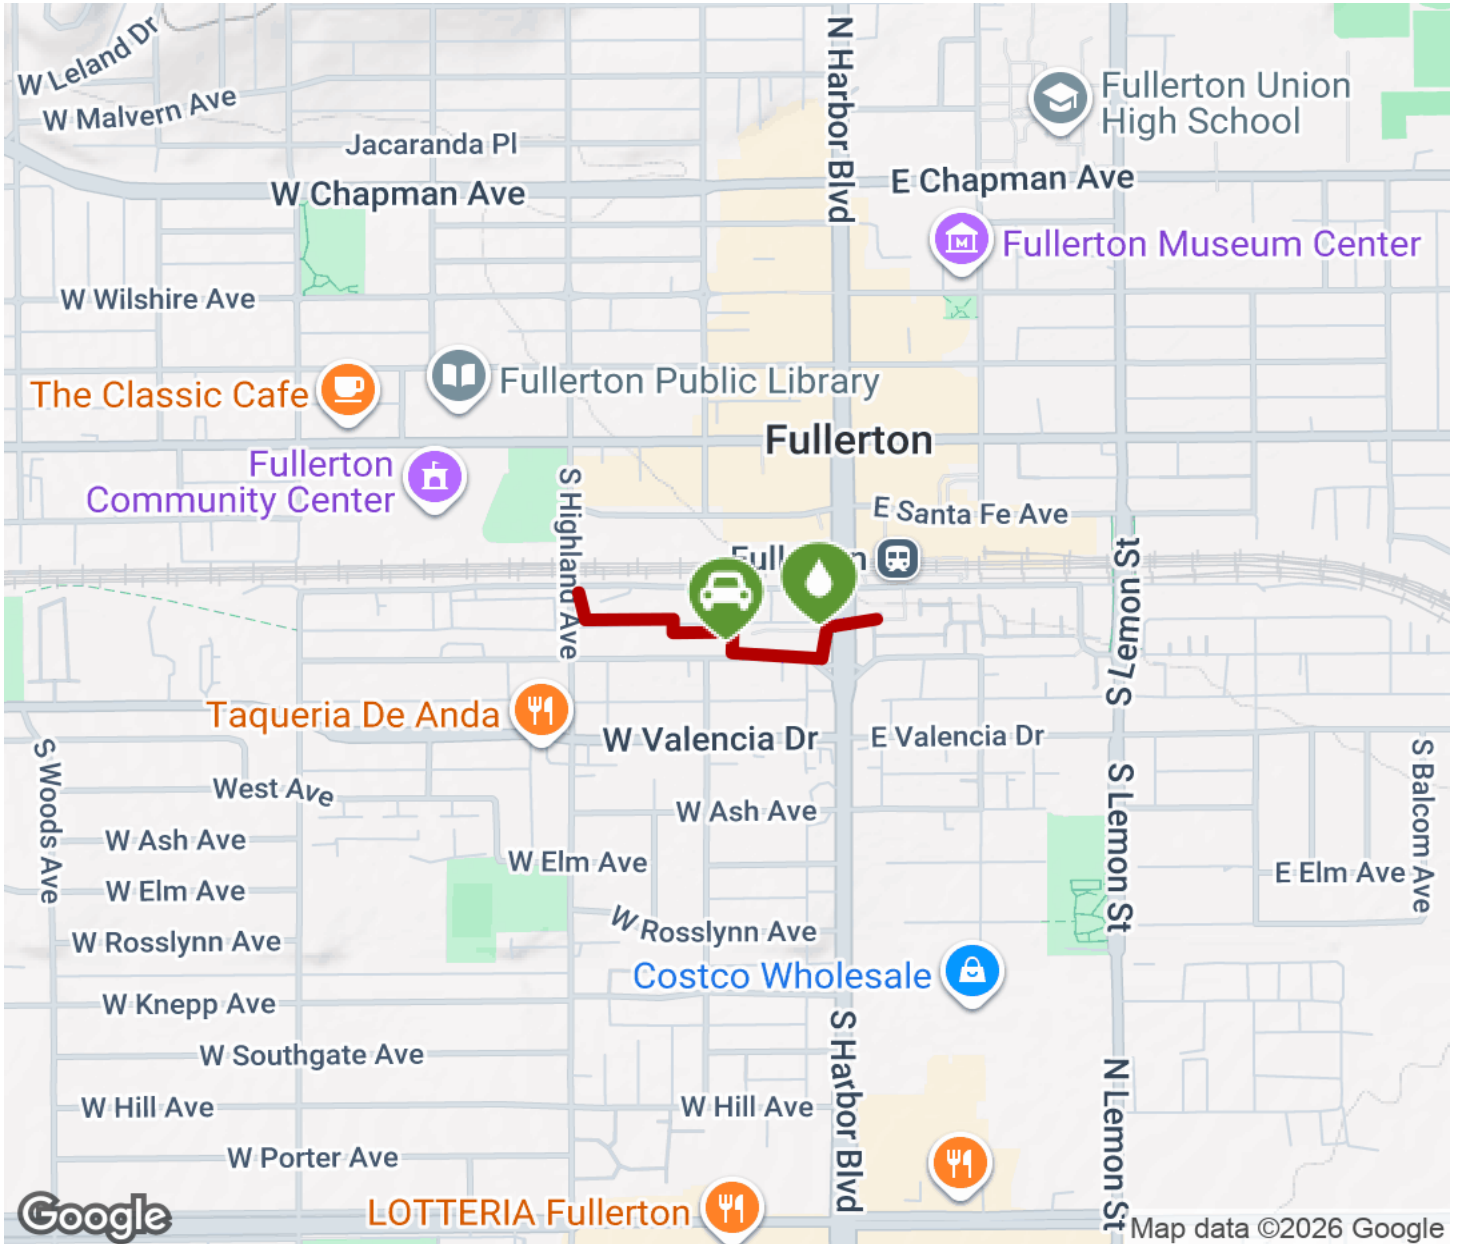 W Leland Dr
N Harbor Blvd
Fullerton Union
High School
W Malvern Ave
Jacaranda Pl
W Chapman Ave
E Chapman Ave
Fullerton Museum Center
W Wilshire Ave
The Classic Cafe
Fullerton Public Library
Fullerton
Fullerton
Community Center
S Highland Ave
E Santa Fe Ave
S Lemon St
Taqueria De Anda
W Valencia Dr
E Valencia Dr
S Woods Ave
S Balcom Ave
West Ave
S Lemon St
W Ash Ave
W Ash Ave
W Elm Ave
E Elm Ave
W Elm Ave
W Rosslynn Ave
W Rosslynn Ave
Costco Wholesale
W Knepp Ave
S Harbor Blvd
W Southgate Ave
N Lemon St
W Hill Ave
W Hill Ave
W Porter Ave
LOTTERIA Fullerton
Google
Map data ©2026 Google